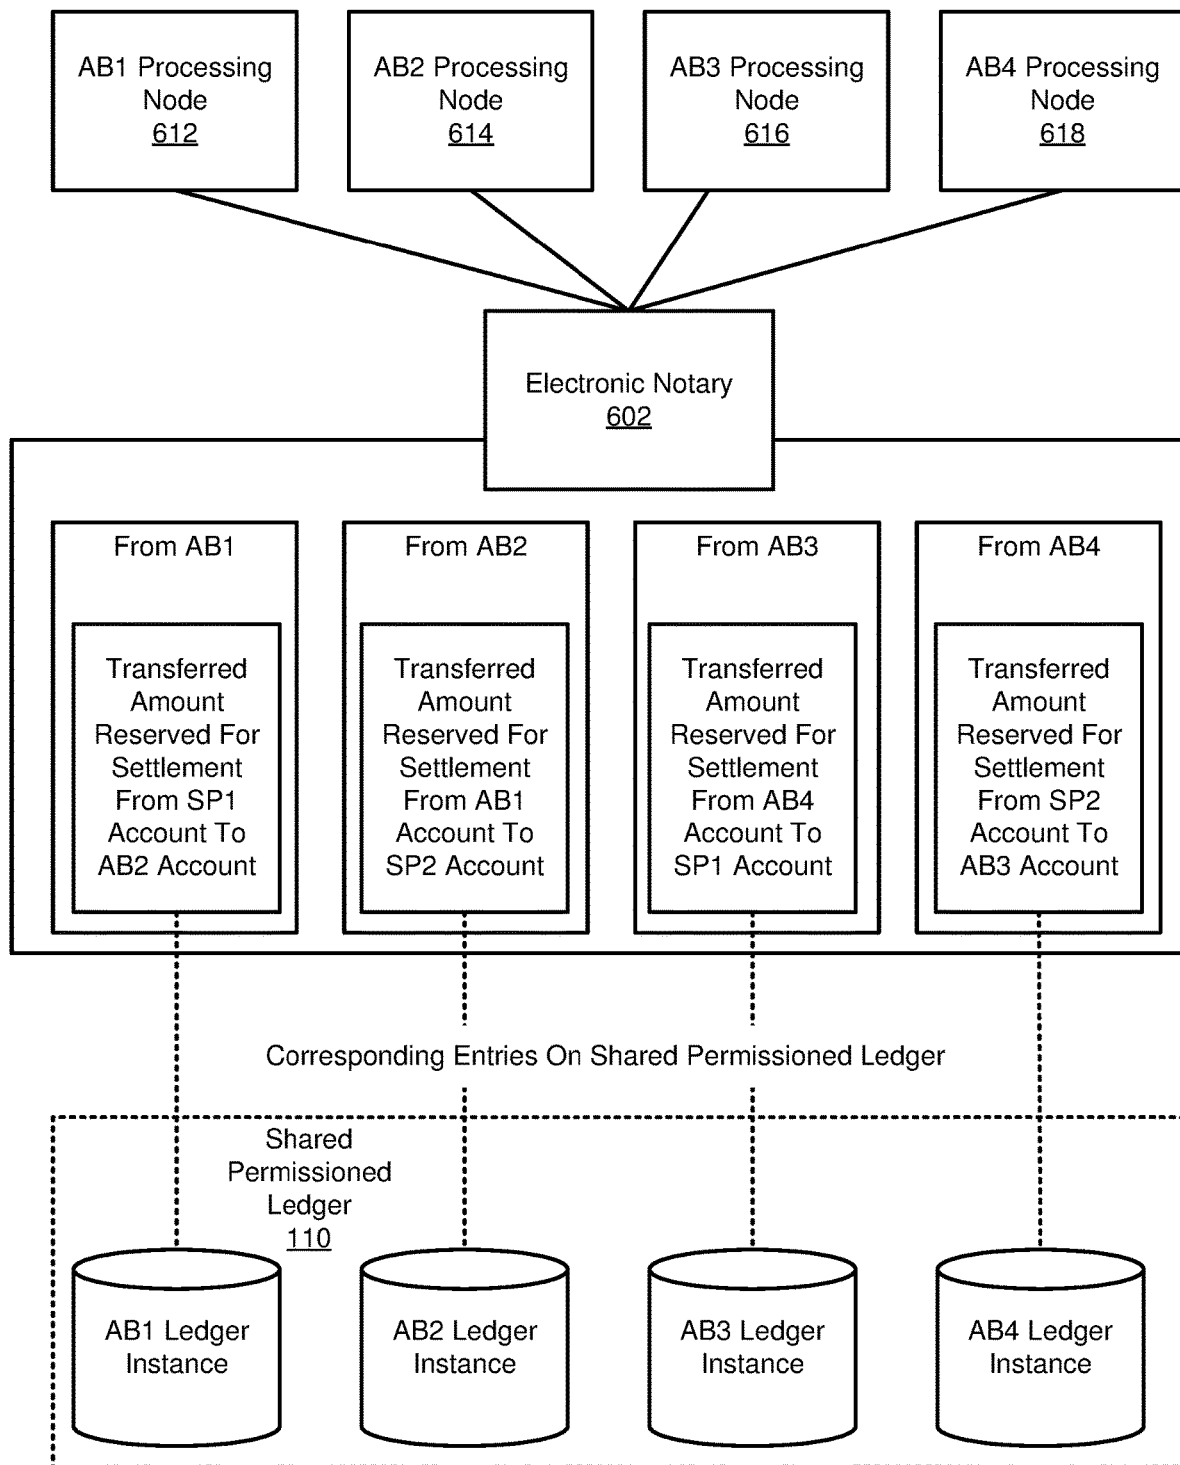 AB1 Processing
Node
612
AB2 Processing
Node
614
AB3 Processing
Node
616
AB4 Processing
Node
618
Electronic Notary
602
From AB1
Transferred
Amount
Reserved For
Settlement
From SP1
Account To
AB2 Account
From AB2
Transferred
Amount
Reserved For
Settlement
From AB1
Account To
SP2 Account
From AB3
Transferred
Amount
Reserved For
Settlement
From AB4
Account To
SP1 Account
From AB4
Transferred
Amount
Reserved For
Settlement
From SP2
Account To
AB3 Account
Corresponding Entries On Shared Permissioned Ledger
Shared
Permissioned
Ledger
110
AB1 Ledger
Instance
AB2 Ledger
Instance
AB3 Ledger
Instance
AB4 Ledger
Instance